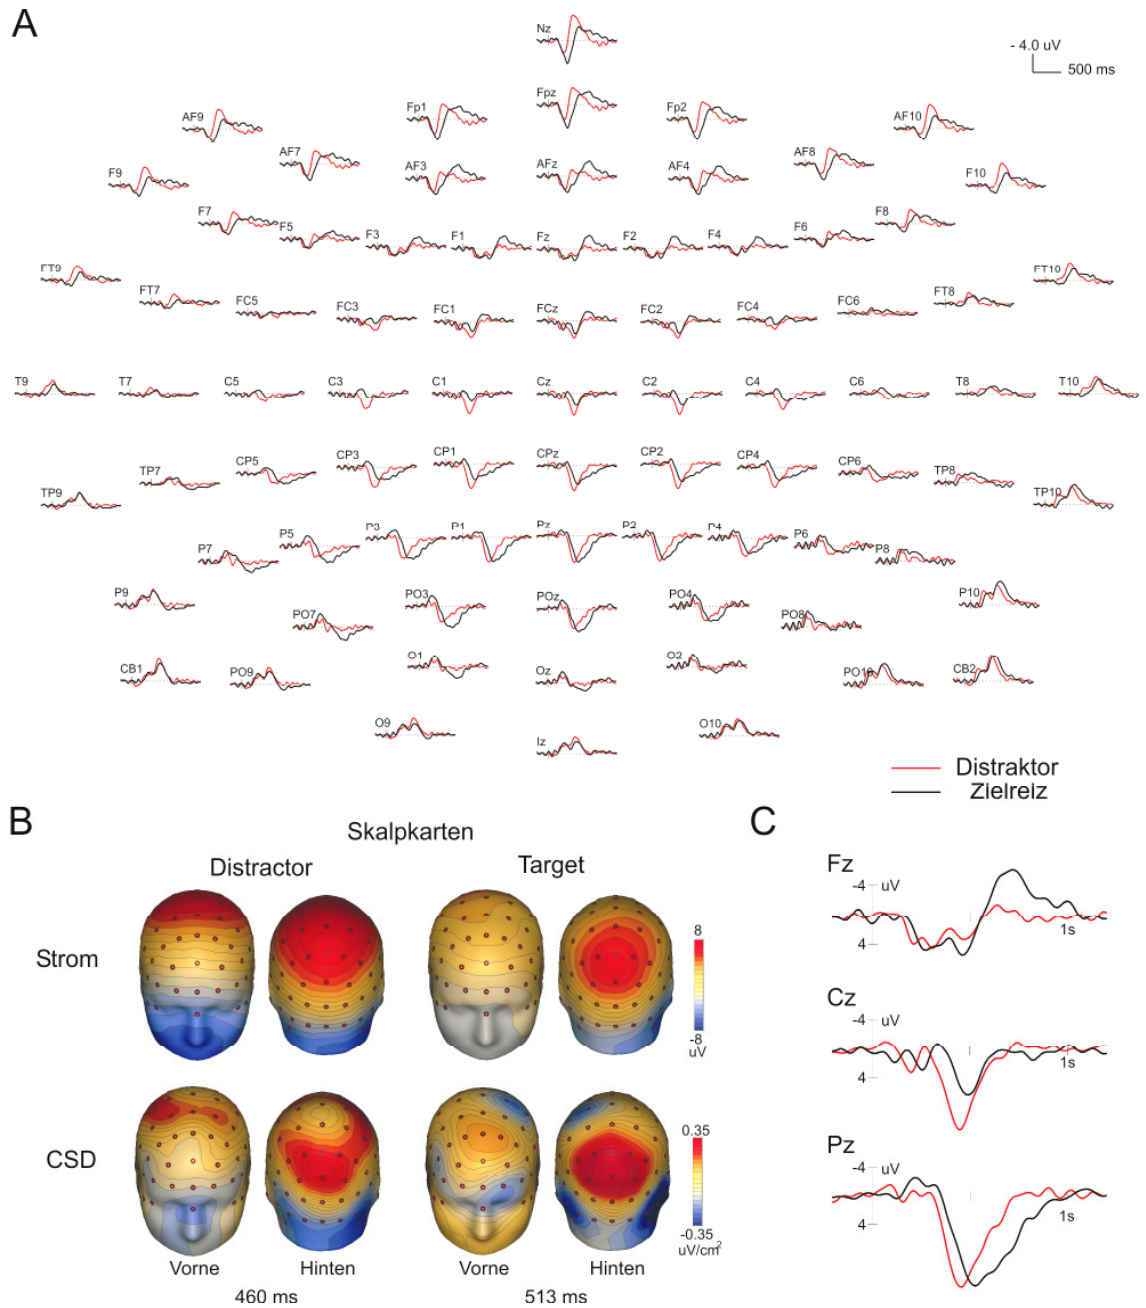 A
Nz
- 4.0 uV
500 ms
AF9 Fp1 Fpz Fp2 AF10
F9 AF7 AF3 AFz AF4 AF8 F10
F7 F5 F3 F1 Fz F2 F4 F6 F8
FT9 FT7 FC5 FC3 FC1 FCz FC2 FC4 FC6 FT8 FT10
T9 T7 C5 C3 C1 Cz C2 C4 C6 T8 T10
TP9 TP7 CP5 CP3 CP1 CPz CP2 CP4 CP6 TP8 TP10
P7 P5 P3 P1 Pz P2 P4 P6 P8
P9 PO7 PO3 POz PO4 PO8 P10
CB1 PO9 O1 Oz O2 PO10 CB2
O9 Iz O10
Distraktor
Zielreiz
B
Skalpkarten
Distractor Target
Strom
8
-8
uV
CSD
0.35
-0.35
uV/cm²
Vorne Hinten Vorne Hinten
460 ms 513 ms
C
Fz
-4 uV
4
1s
Cz
-4 uV
4
1s
Pz
-4 uV
4
1s